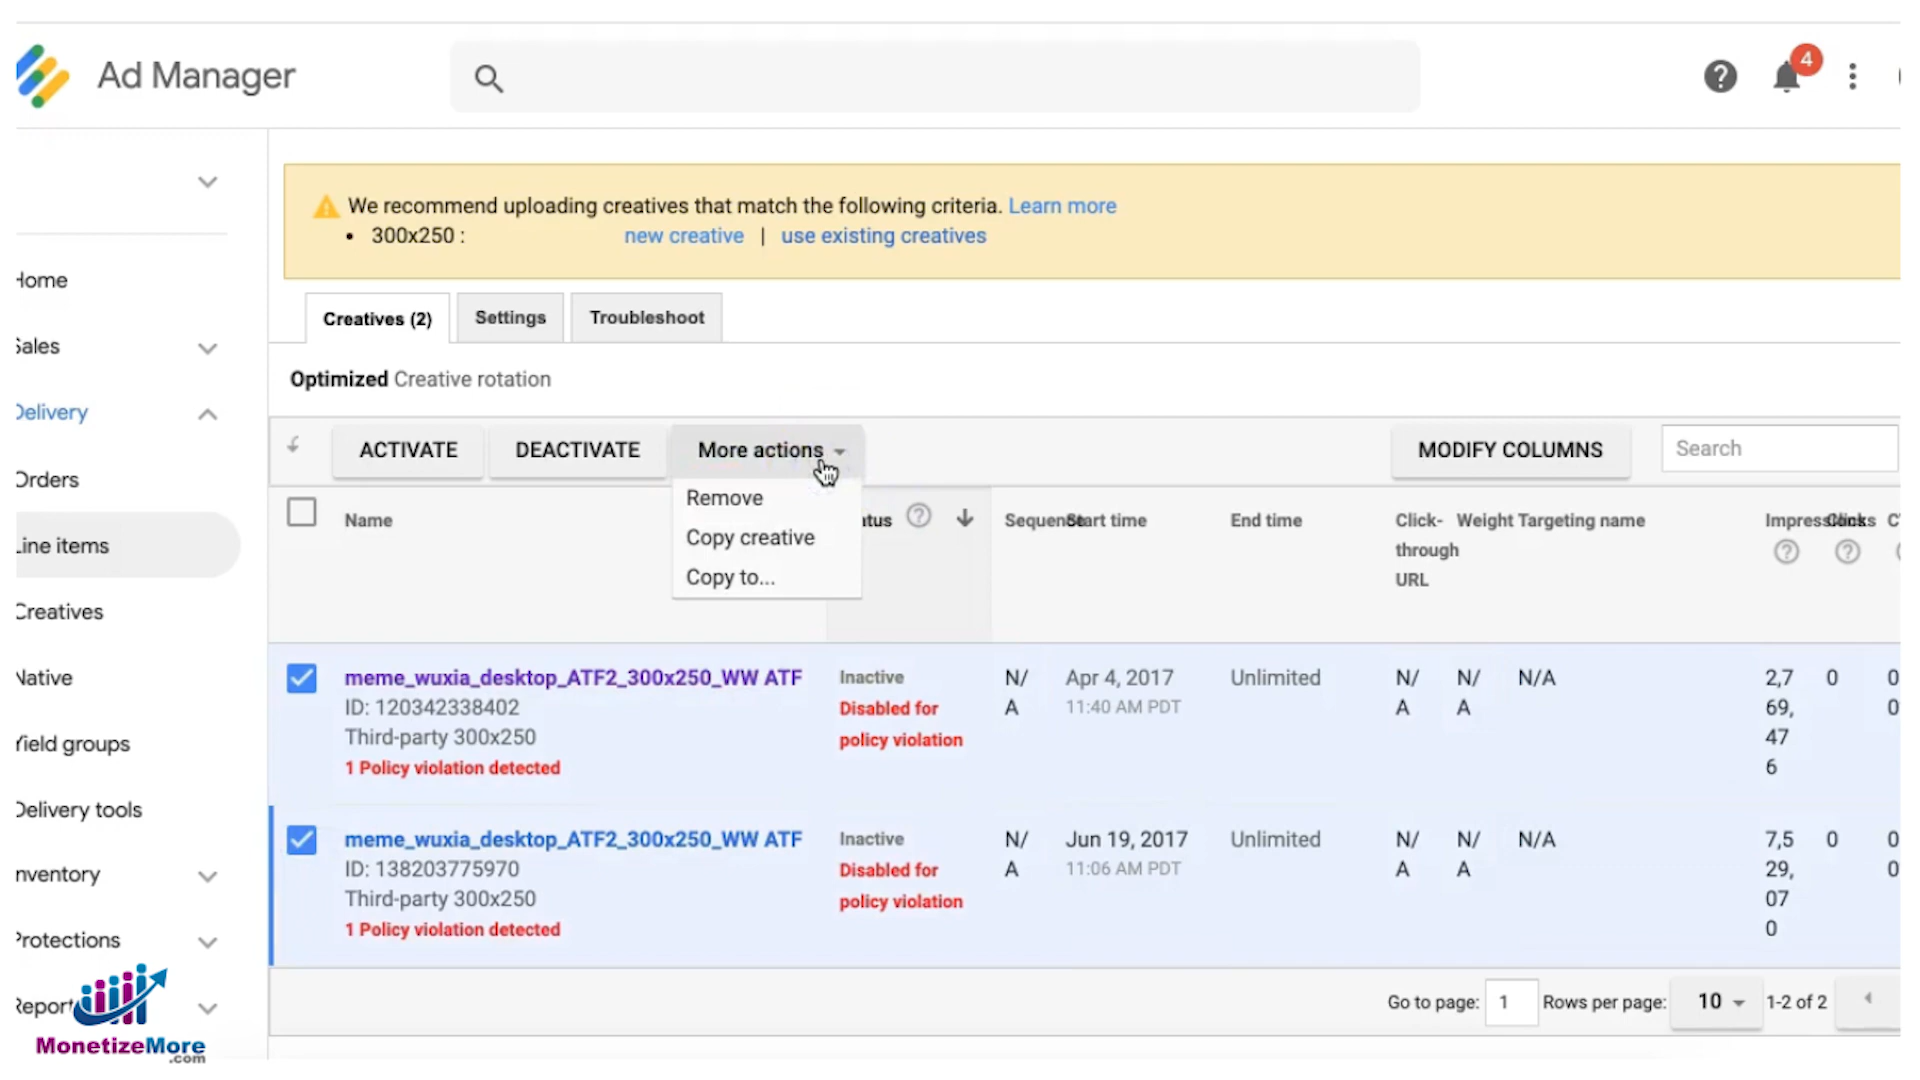 Ad Manager
4
We recommend uploading creatives that match the following criteria. Learn more
• 300x250 : new creative | use existing creatives
Home
Sales
Delivery
Orders
Line items
Creatives
Native
Yield groups
Delivery tools
Inventory
Protections
Report
Creatives (2) Settings Troubleshoot
Optimized Creative rotation
ACTIVATE DEACTIVATE More actions MODIFY COLUMNS Search
Remove
Copy creative
Copy to...
Name atus Sequence Start time End time Click-through URL Weight Targeting name Impressions Clicks C
meme_wuxia_desktop_ATF2_300x250_WW ATF Inactive N/A Apr 4, 2017 Unlimited N/A N/A N/A 2,769,476 0 0
ID: 120342338402 Disabled for policy violation 11:40 AM PDT 0
Third-party 300x250
1 Policy violation detected
meme_wuxia_desktop_ATF2_300x250_WW ATF Inactive N/A Jun 19, 2017 Unlimited N/A N/A N/A 7,529,070 0 0
ID: 138203775970 Disabled for policy violation 11:06 AM PDT 0
Third-party 300x250
1 Policy violation detected
Go to page: 1 Rows per page: 10 1-2 of 2
MonetizeMore
.com